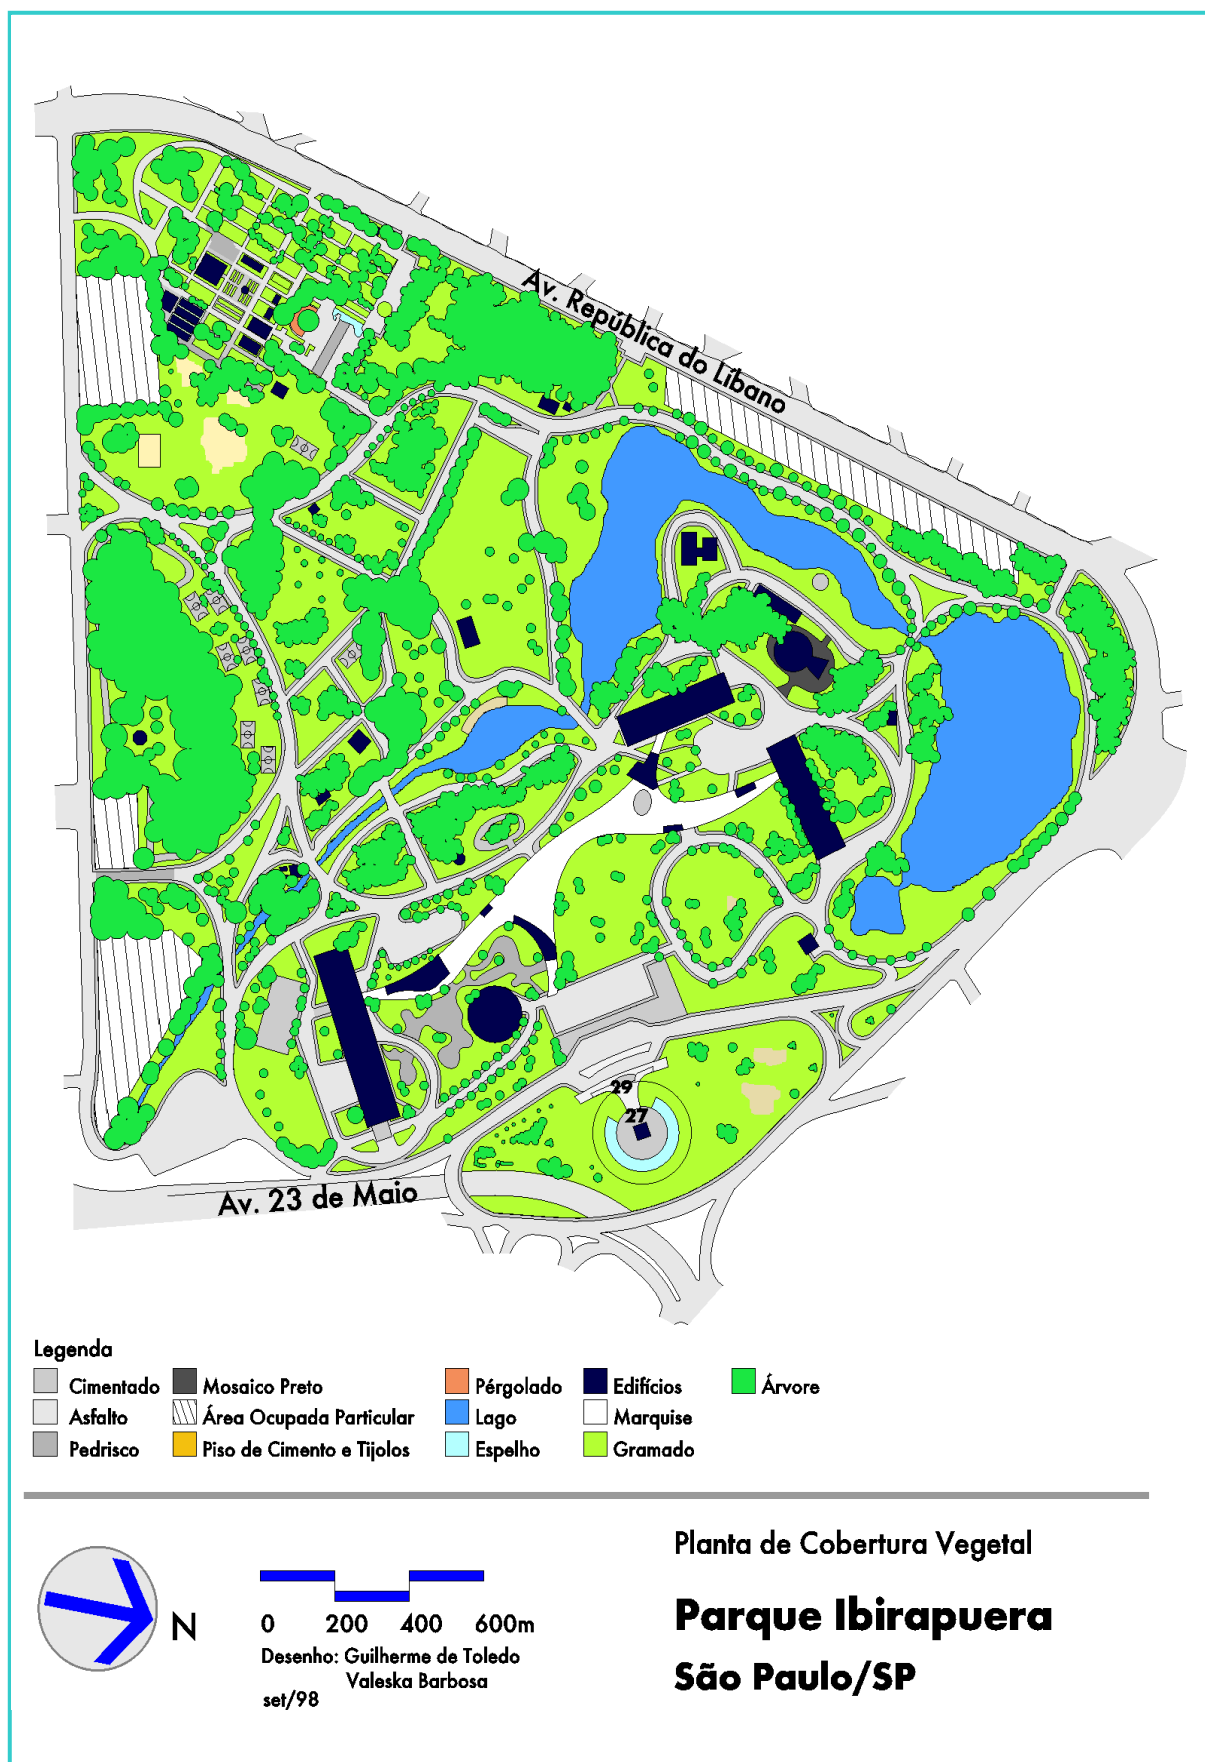 Av. República do Líbano
29
27
Av. 23 de Maio
Legenda
Cimentado
Mosaico Preto
Pérgolado
Edifícios
Árvore
Asfalto
Área Ocupada Particular
Lago
Marquise
Pedrisco
Piso de Cimento e Tijolos
Espelho
Gramado
Planta de Cobertura Vegetal
Parque Ibirapuera
São Paulo/SP
N
0 200 400 600m
Desenho: Guilherme de Toledo
Valeska Barbosa
set/98